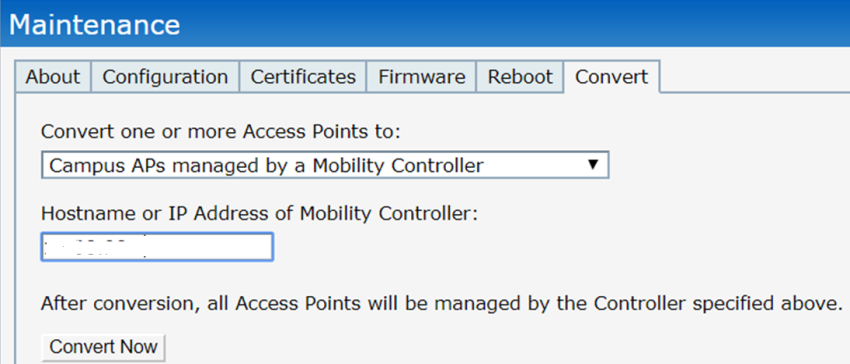 Maintenance
About Configuration Certificates Firmware Reboot Convert
Convert one or more Access Points to:
Campus APs managed by a Mobility Controller
Hostname or IP Address of Mobility Controller:
After conversion, all Access Points will be managed by the Controller specified above.
Convert Now